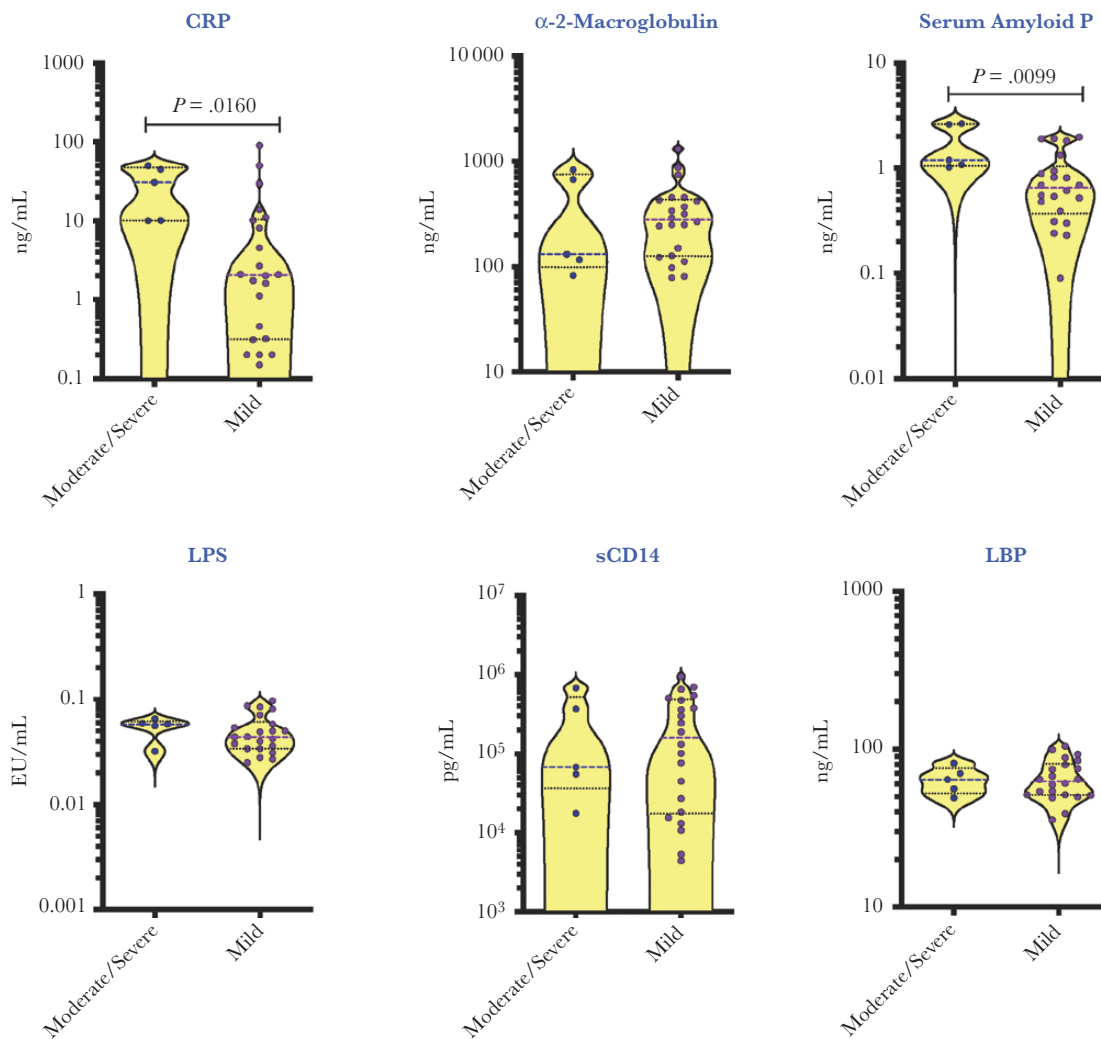 CRP
1000
100
10
1
0.1
ng/mL
P = .0160
Moderate/Severe
Mild
α-2-Macroglobulin
10 000
1000
100
10
ng/mL
Moderate/Severe
Mild
Serum Amyloid P
10
1
0.1
0.01
ng/mL
P = .0099
Moderate/Severe
Mild
LPS
1
0.1
0.01
0.001
EU/mL
Moderate/Severe
Mild
sCD14
10⁷
10⁶
10⁵
10⁴
10³
pg/mL
Moderate/Severe
Mild
LBP
1000
100
10
ng/mL
Moderate/Severe
Mild